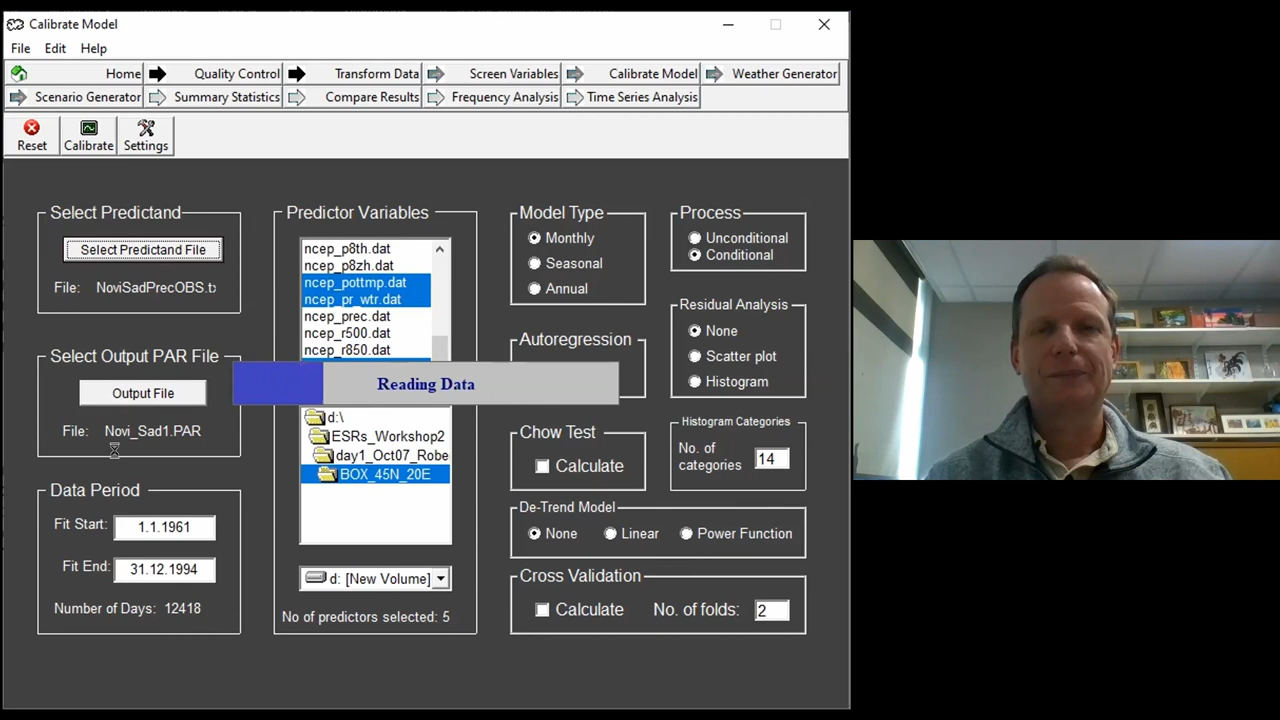 Calibrate Model
File Edit Help
Home Quality Control Transform Data Screen Variables Calibrate Model Weather Generator
Scenario Generator Summary Statistics Compare Results Frequency Analysis Time Series Analysis
Reset Calibrate Settings
Select Predictand
Select Predictand File
File: NoviSadPrecOBS.t
Select Output PAR File
Output File
File: Novi_Sad1.PAR
Data Period
Fit Start: 1.1.1961
Fit End: 31.12.1994
Number of Days: 12418
Predictor Variables
ncep_p8th.dat
ncep_p8zh.dat
ncep_pottmp.dat
ncep_pr_wtr.dat
ncep_prec.dat
ncep_r500.dat
ncep_r850.dat
Reading Data
d:\
ESRs_Workshop2
day1_Oct07_Robe
BOX_45N_20E
d: [New Volume]
No of predictors selected: 5
Model Type
Monthly
Seasonal
Annual
Autoregression
Chow Test
Calculate
Process
Unconditional
Conditional
Residual Analysis
None
Scatter plot
Histogram
Histogram Categories
No. of
categories 14
De-Trend Model
None Linear Power Function
Cross Validation
Calculate No. of folds: 2